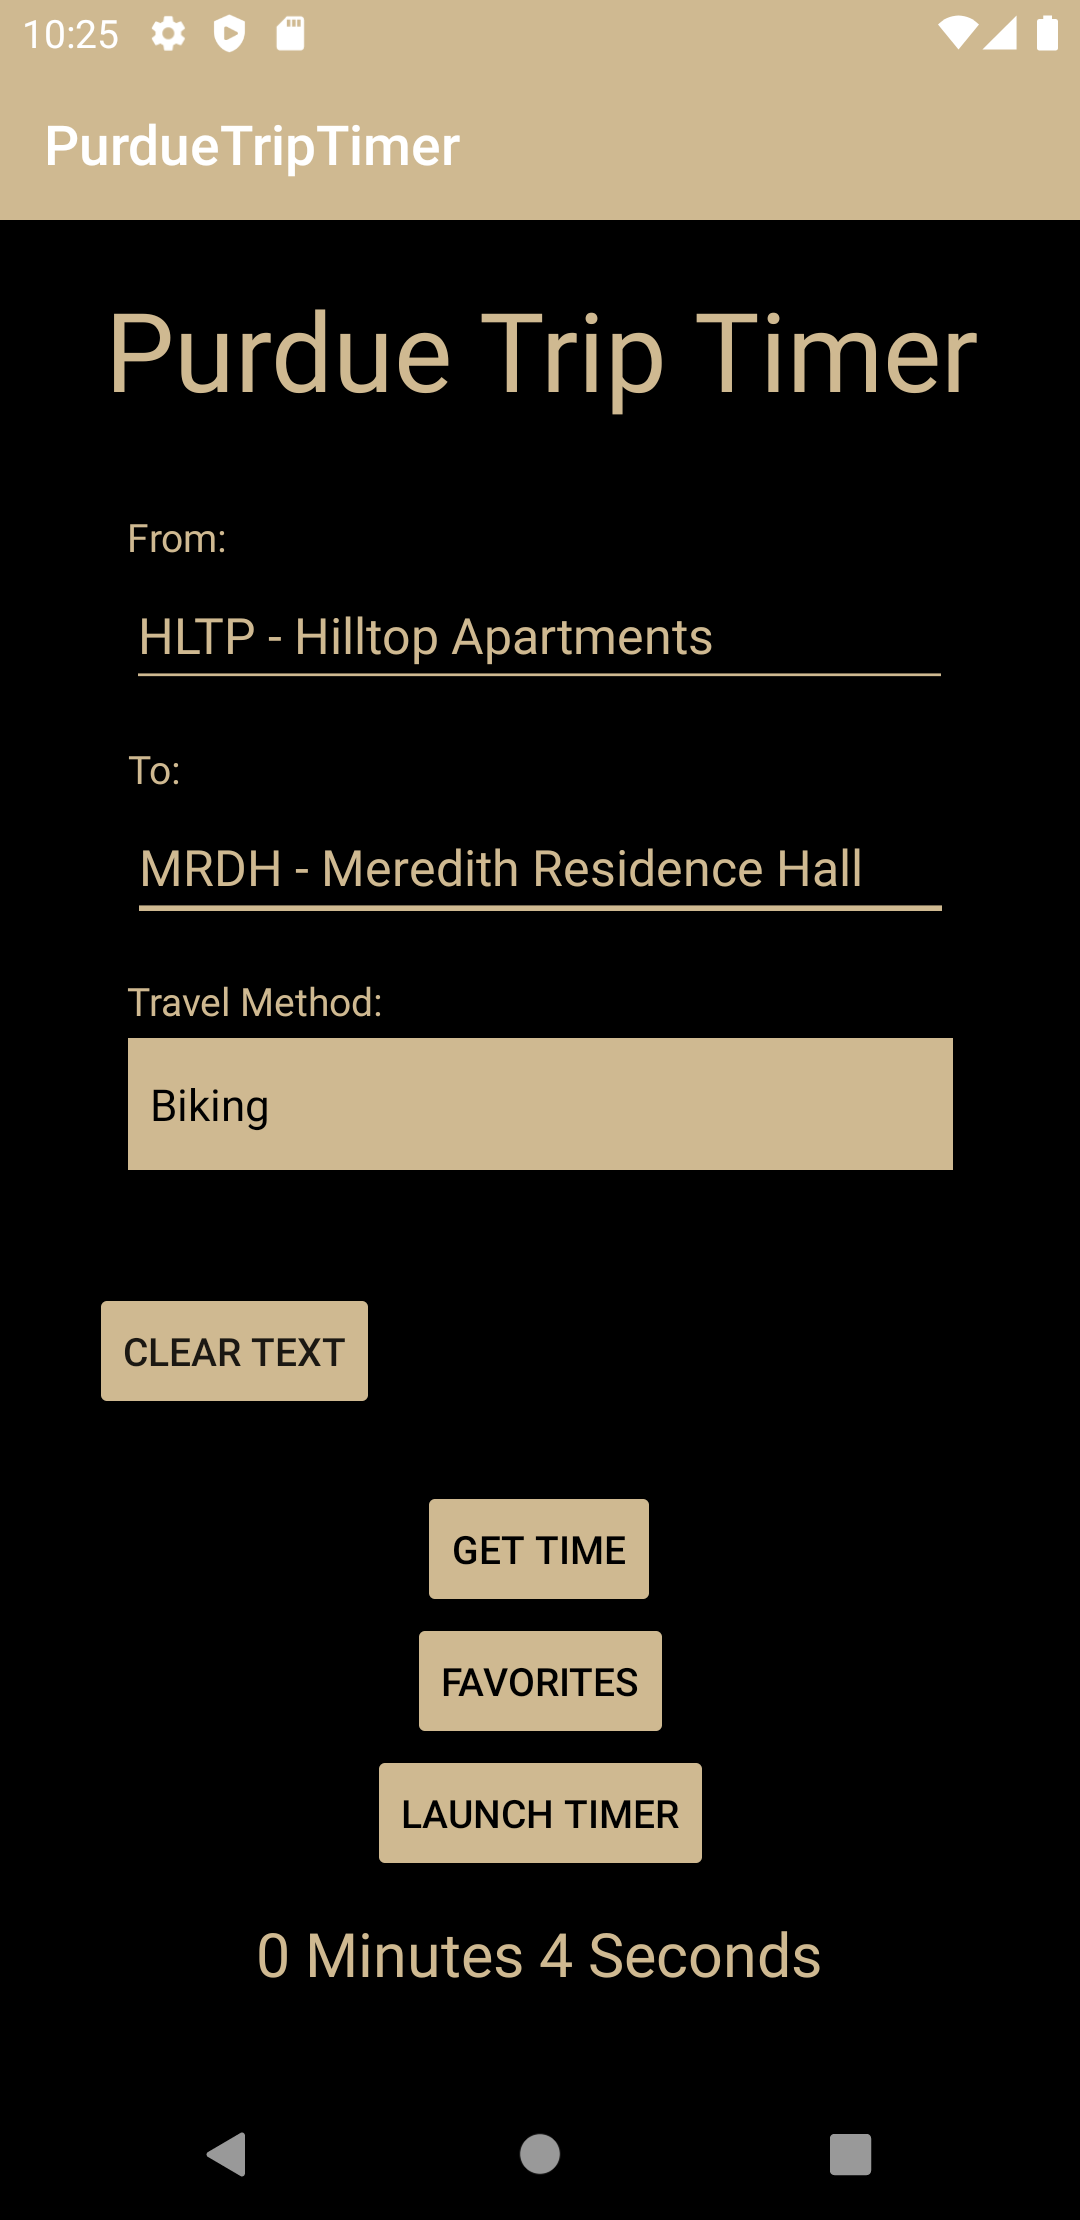 10:25
PurdueTripTimer
Purdue Trip Timer
From:
HLTP - Hilltop Apartments
To:
MRDH - Meredith Residence Hall
Travel Method:
Biking
CLEAR TEXT
GET TIME
FAVORITES
LAUNCH TIMER
0 Minutes 4 Seconds